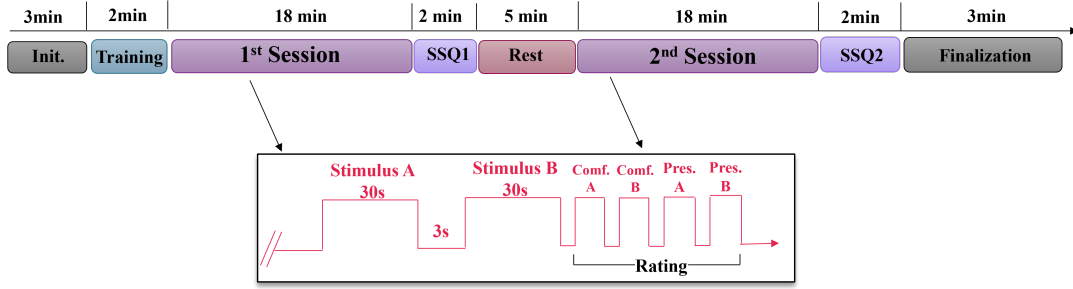 3min 2min 18 min 2 min 5 min 18 min 2min 3min
Init. Training 1st Session SSQ1 Rest 2nd Session SSQ2 Finalization
Stimulus A
30s
3s
Stimulus B
30s
Comf.
A
Comf.
B
Pres.
A
Pres.
B
Rating